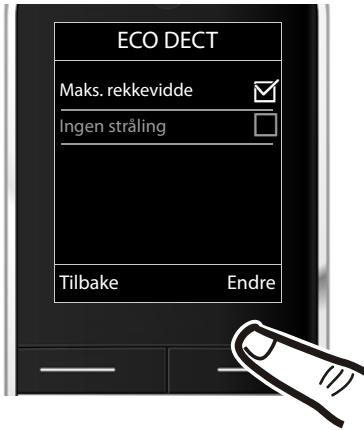 ECO DECT
Maks. rekkevidde
Ingen stråling
Tilbake Endre